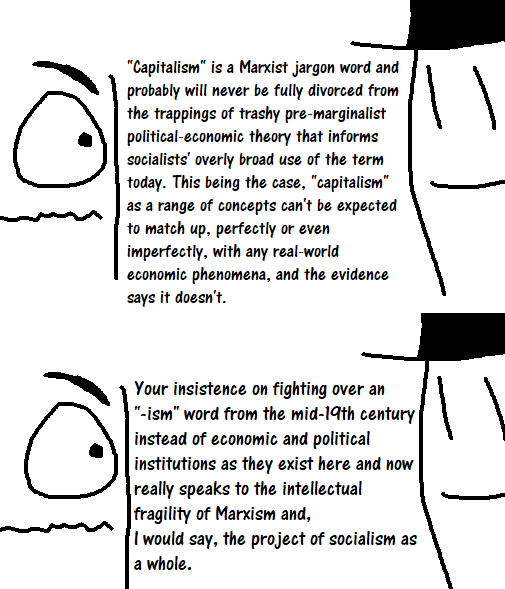 "Capitalism" is a Marxist jargon word and
probably will never be fully divorced from
the trappings of trashy pre-marginalist
political-economic theory that informs
socialists' overly broad use of the term
today. This being the case, "capitalism"
as a range of concepts can't be expected
to match up, perfectly or even
imperfectly, with any real-world
economic phenomena, and the evidence
says it doesn't.
Your insistence on fighting over an
"-ism" word from the mid-19th century
instead of economic and political
institutions as they exist here and now
really speaks to the intellectual
fragility of Marxism and,
I would say, the project of socialism as
a whole.